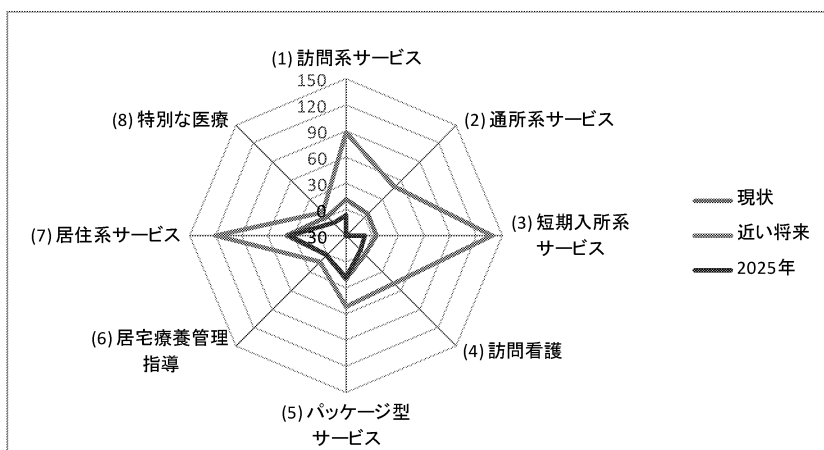 (1) 訪問系サービス
150
120
90
60
30
0
30
(2) 通所系サービス
(3) 短期入所系
サービス
(4) 訪問看護
(5) パッケージ型
サービス
(6) 居宅療養管理
指導
(7) 居住系サービス
(8) 特別な医療
現状
近い将来
2025年